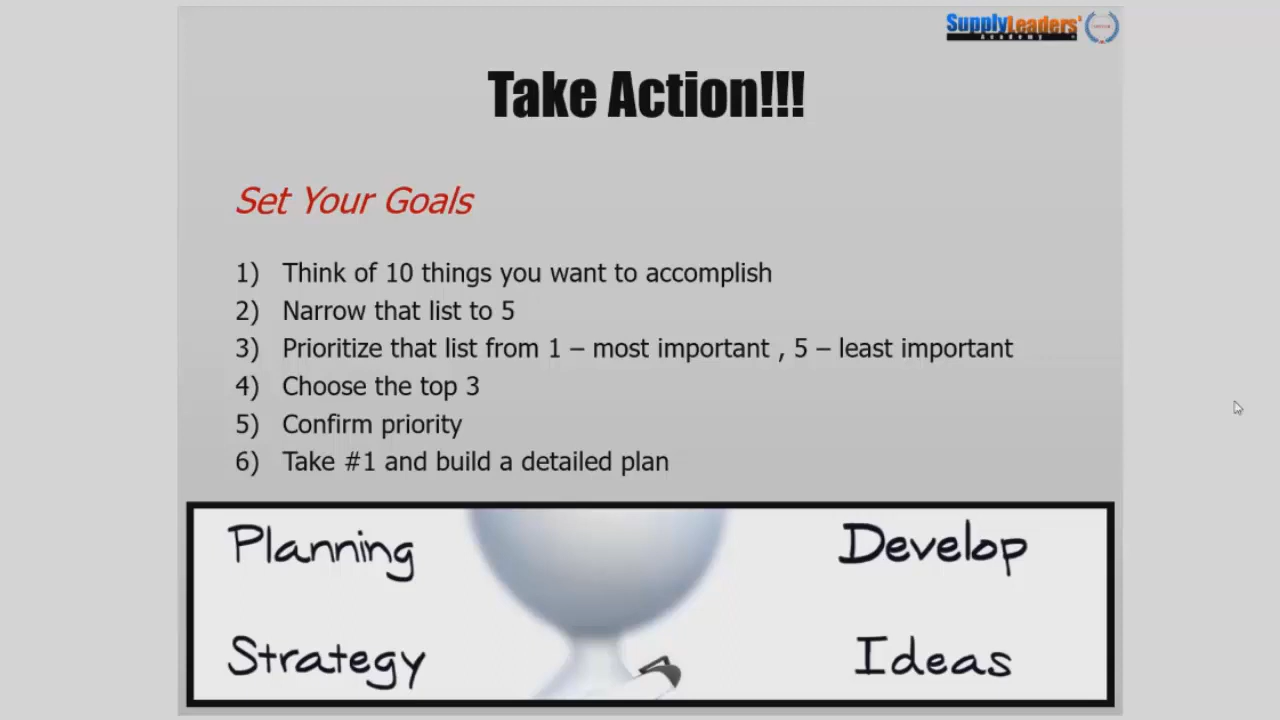 SupplyLeaders'
Academy
Take Action!!!
Set Your Goals
1) Think of 10 things you want to accomplish
2) Narrow that list to 5
3) Prioritize that list from 1 – most important , 5 – least important
4) Choose the top 3
5) Confirm priority
6) Take #1 and build a detailed plan
Planning
Develop
Strategy
Ideas